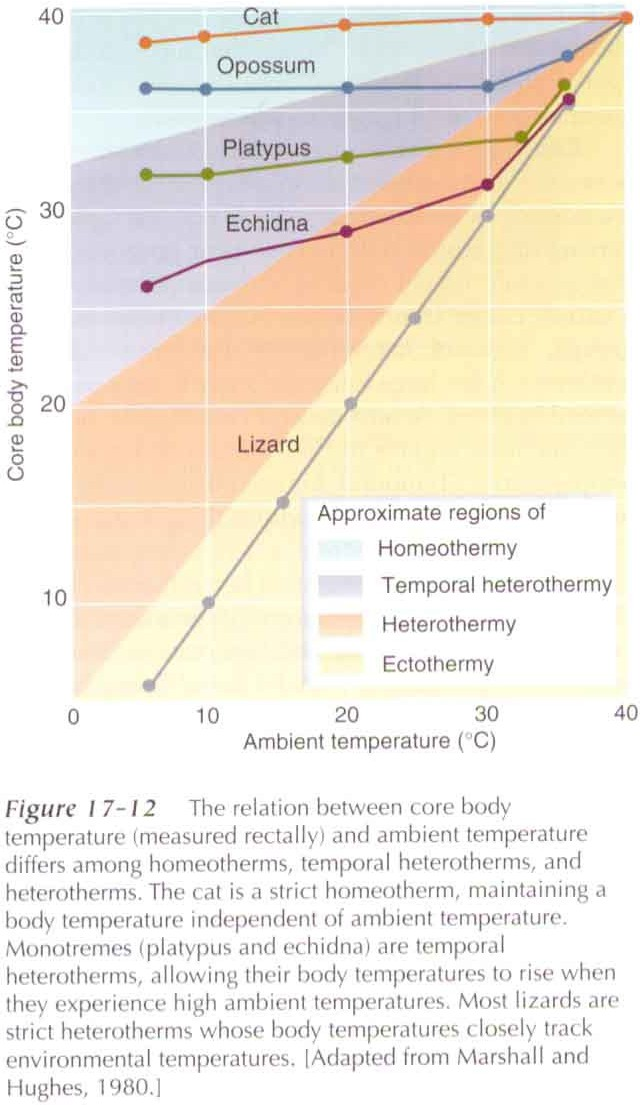 40
Cat
Opossum
Platypus
30
Echidna
Core body temperature (°C)
20
Lizard
Approximate regions of
Homeothermy
Temporal heterothermy
Heterothermy
Ectothermy
10
0
10
20
30
40
Ambient temperature (°C)
Figure 17-12 The relation between core body
temperature (measured rectally) and ambient temperature
differs among homeotherms, temporal heterotherms, and
heterotherms. The cat is a strict homeotherm, maintaining a
body temperature independent of ambient temperature.
Monotremes (platypus and echidna) are temporal
heterotherms, allowing their body temperatures to rise when
they experience high ambient temperatures. Most lizards are
strict heterotherms whose body temperatures closely track
environmental temperatures. [Adapted from Marshall and
Hughes, 1980.]